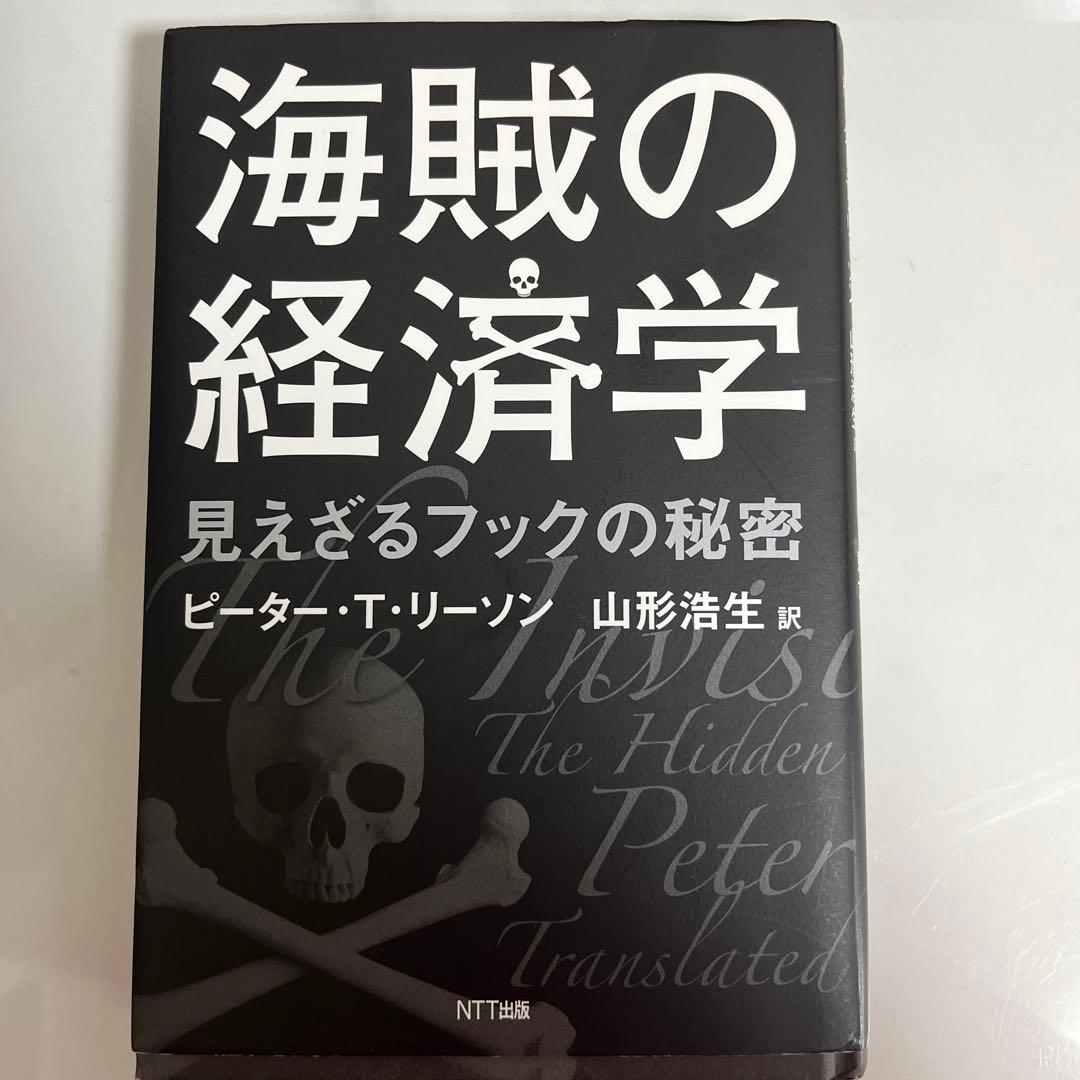 海賊の
経済学
見えざるフックの秘密
ピーター・T・リーソン 山形浩生 訳
The Invisi
The Hidden
Peter
Translated
NTT出版